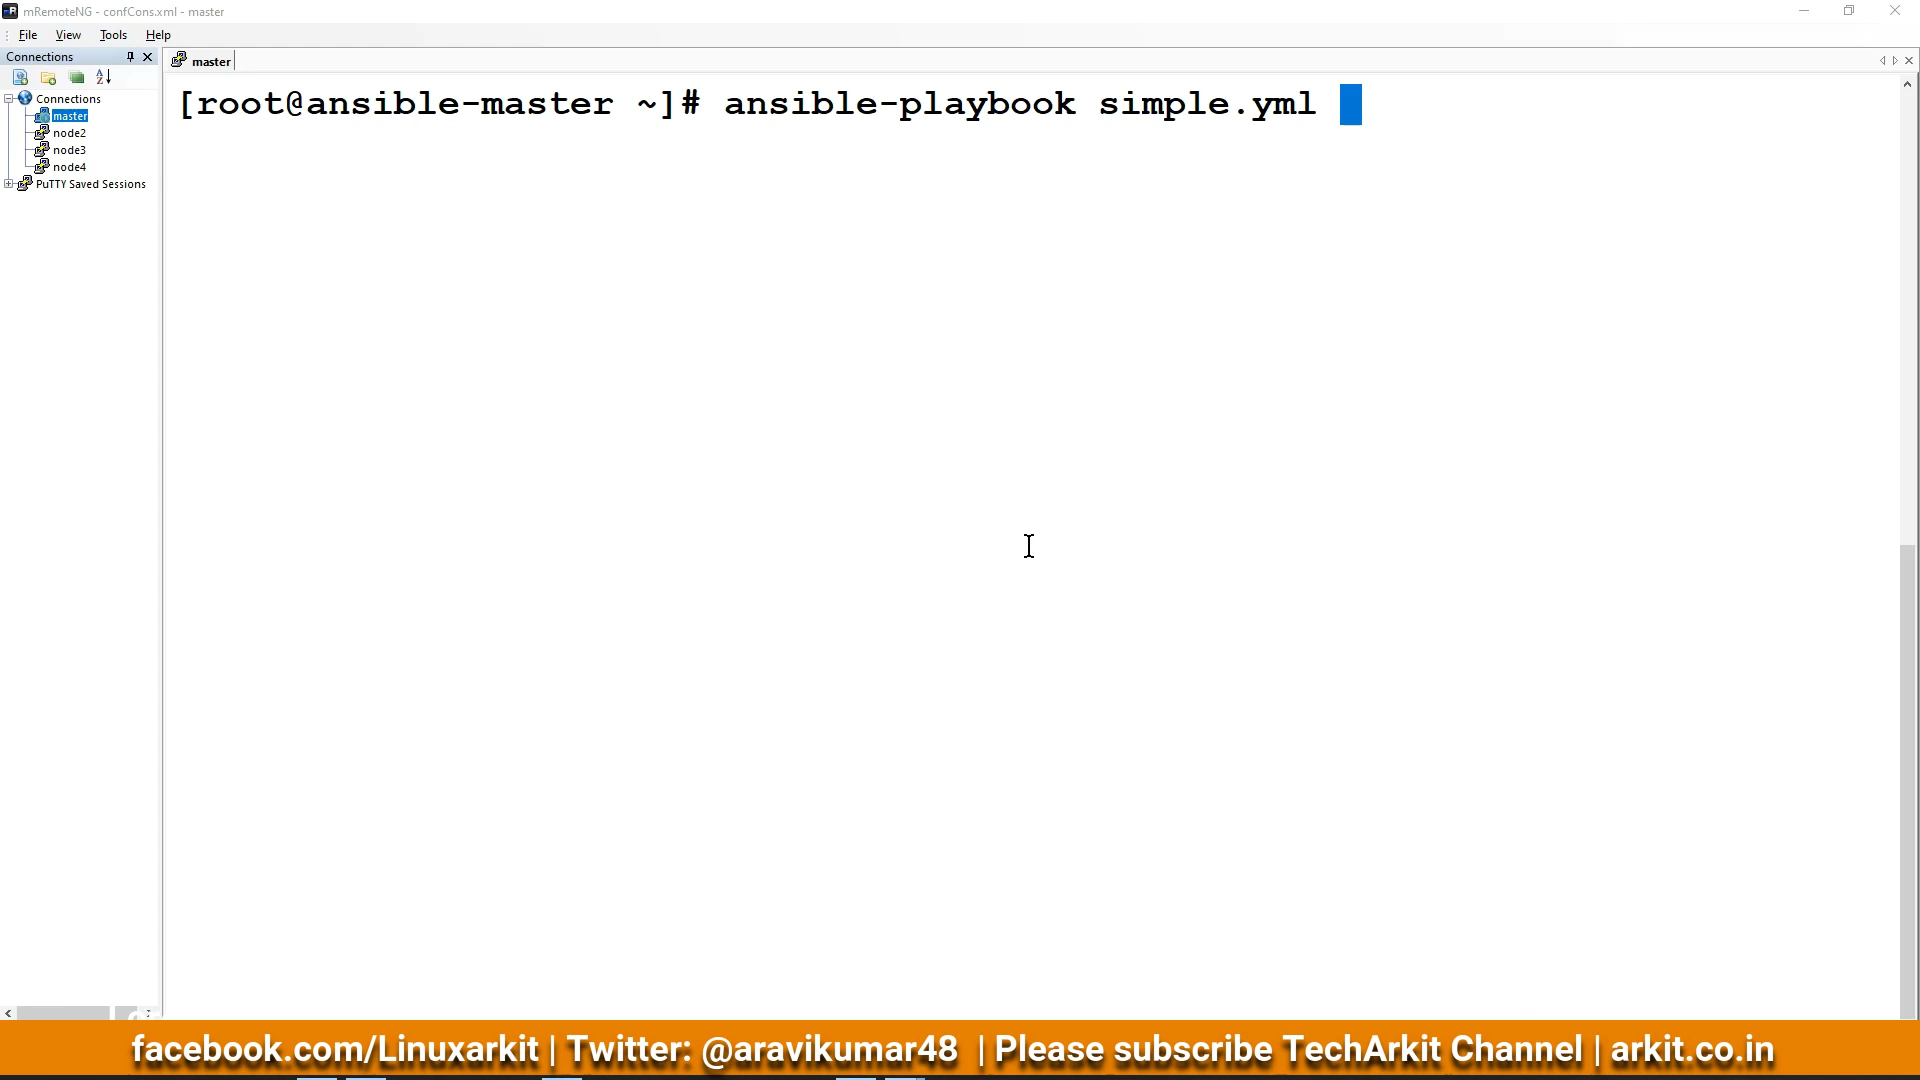 mRemoteNG - confCons.xml - master
File View Tools Help
Connections
master
[root@ansible-master ~]# ansible-playbook simple.yml
Connections
master
node2
node3
node4
PuTTY Saved Sessions
facebook.com/Linuxarkit | Twitter: @aravikumar48 | Please subscribe TechArkit Channel | arkit.co.in